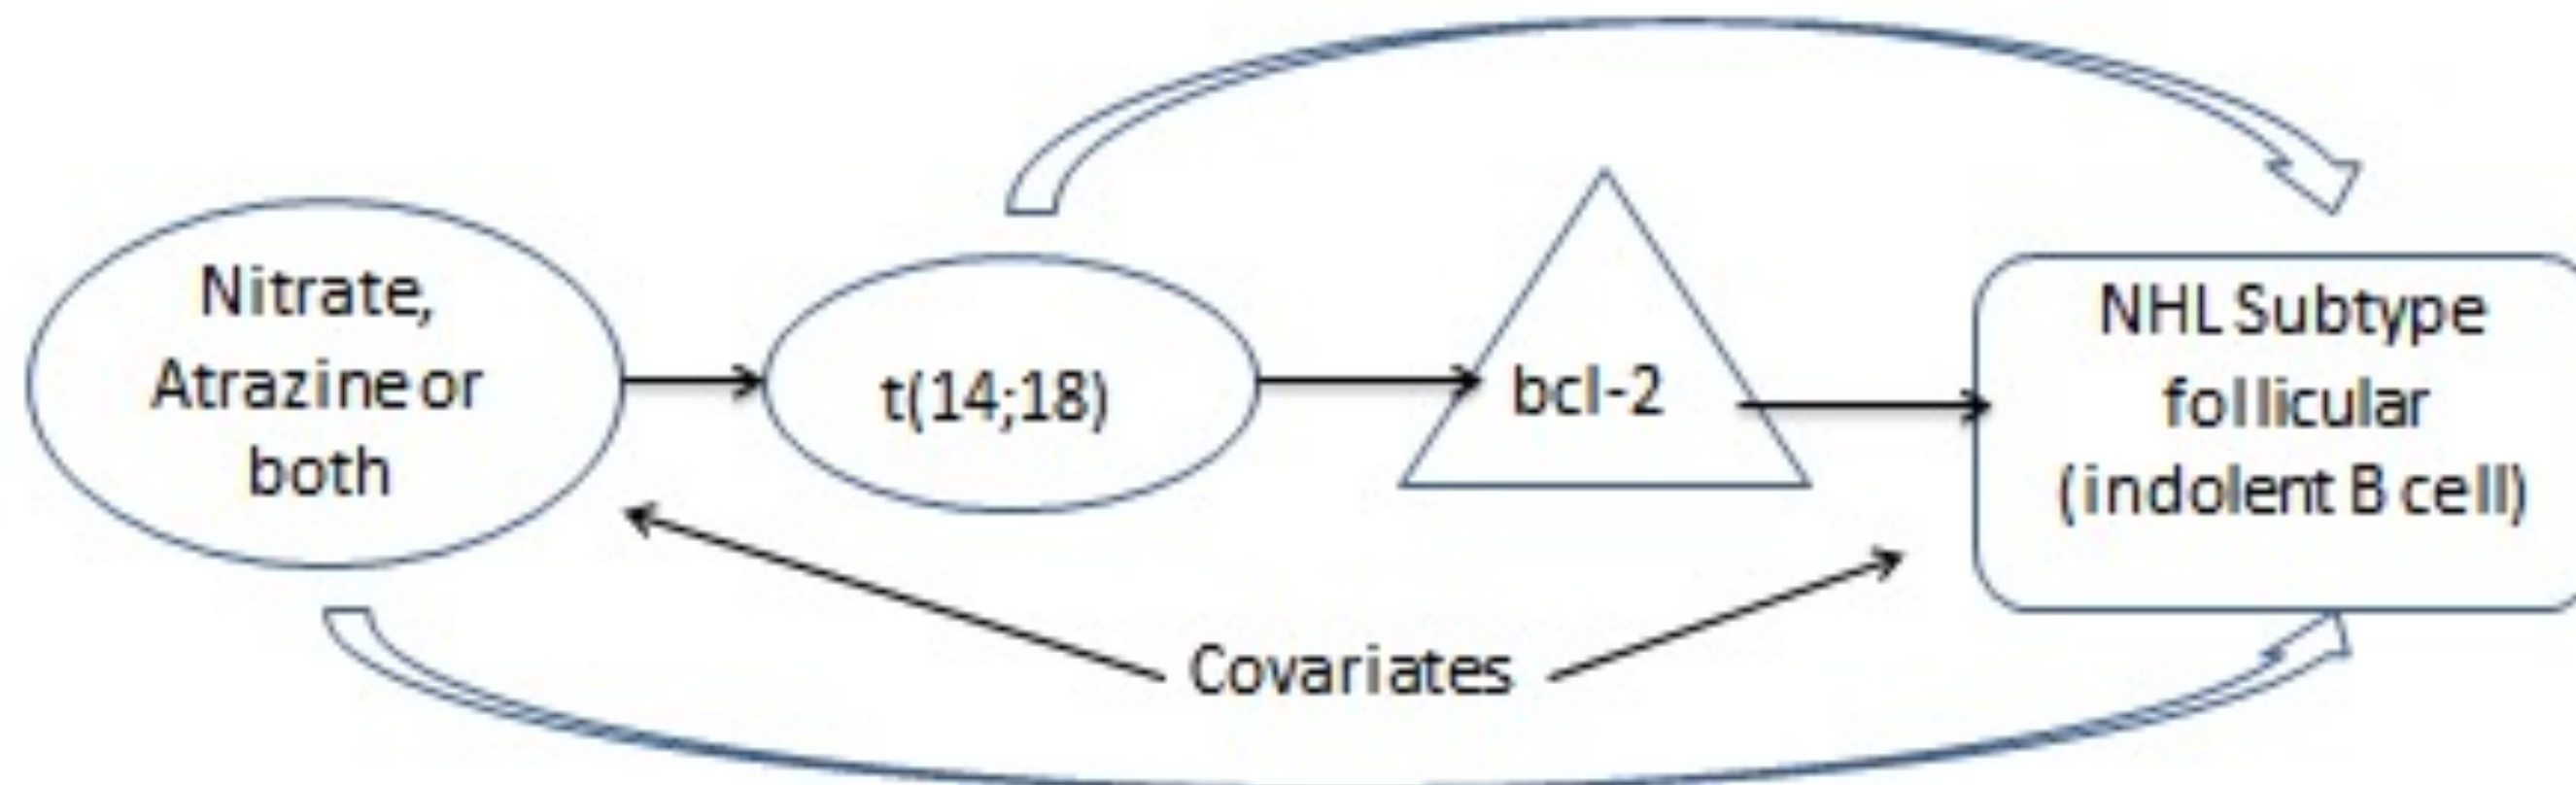 Nitrate,
Atrazine or
both
t(14;18)
bcl-2
NHL Subtype
follicular
(indolent B cell)
Covariates